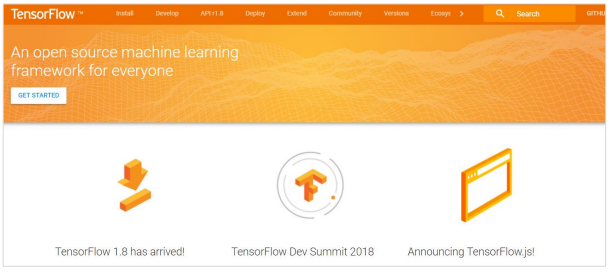 TensorFlow™ Install Develop API r1.8 Deploy Extend Community Versions Ecosys > Search GITHU
An open source machine learning
framework for everyone
GET STARTED
TensorFlow 1.8 has arrived! TensorFlow Dev Summit 2018 Announcing TensorFlow.js!